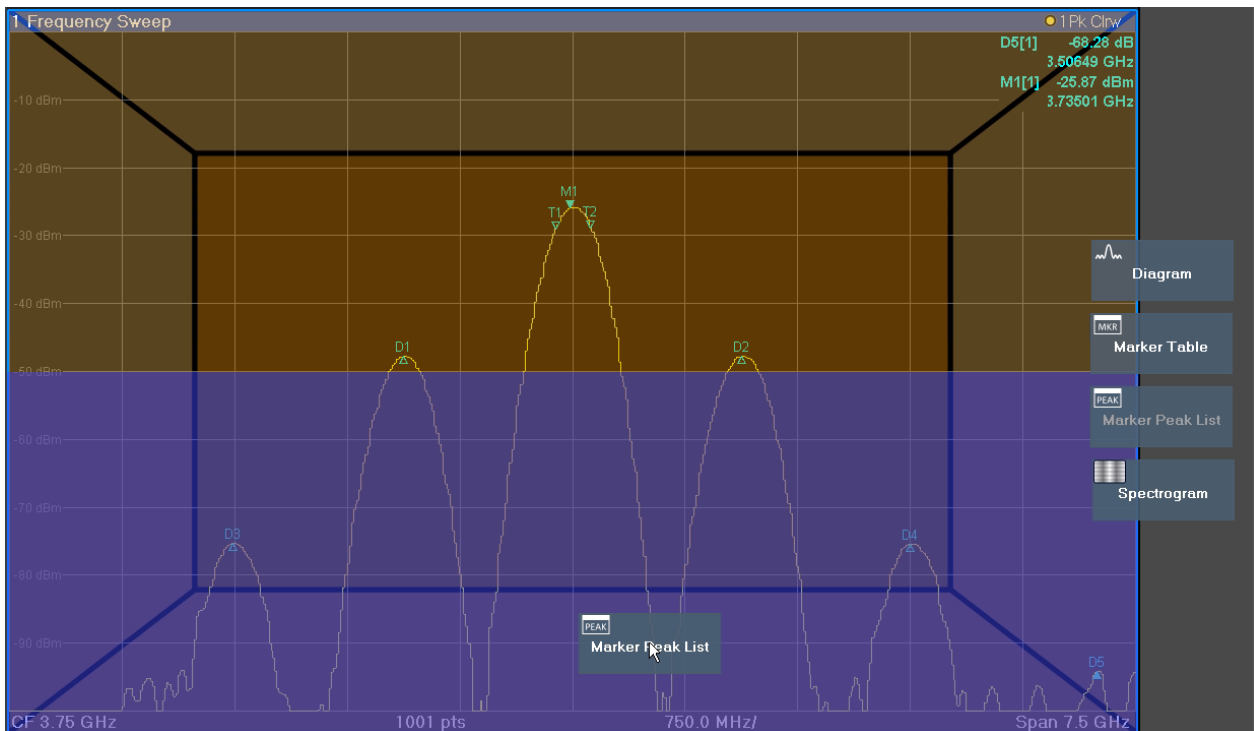 1 Frequency Sweep
1Pk Clrw
D5[1] -68.28 dB
3.50649 GHz
M1[1] -25.87 dBm
3.73501 GHz
-10 dBm
-20 dBm
M1
T1 T2
-30 dBm
Diagram
-40 dBm
MKR
Marker Table
D1 D2
-50 dBm
PEAK
Marker Peak List
-60 dBm
Spectrogram
-70 dBm
D3 D4
-80 dBm
PEAK
Marker Peak List
-90 dBm
D5
CF 3.75 GHz 1001 pts 750.0 MHz/ Span 7.5 GHz